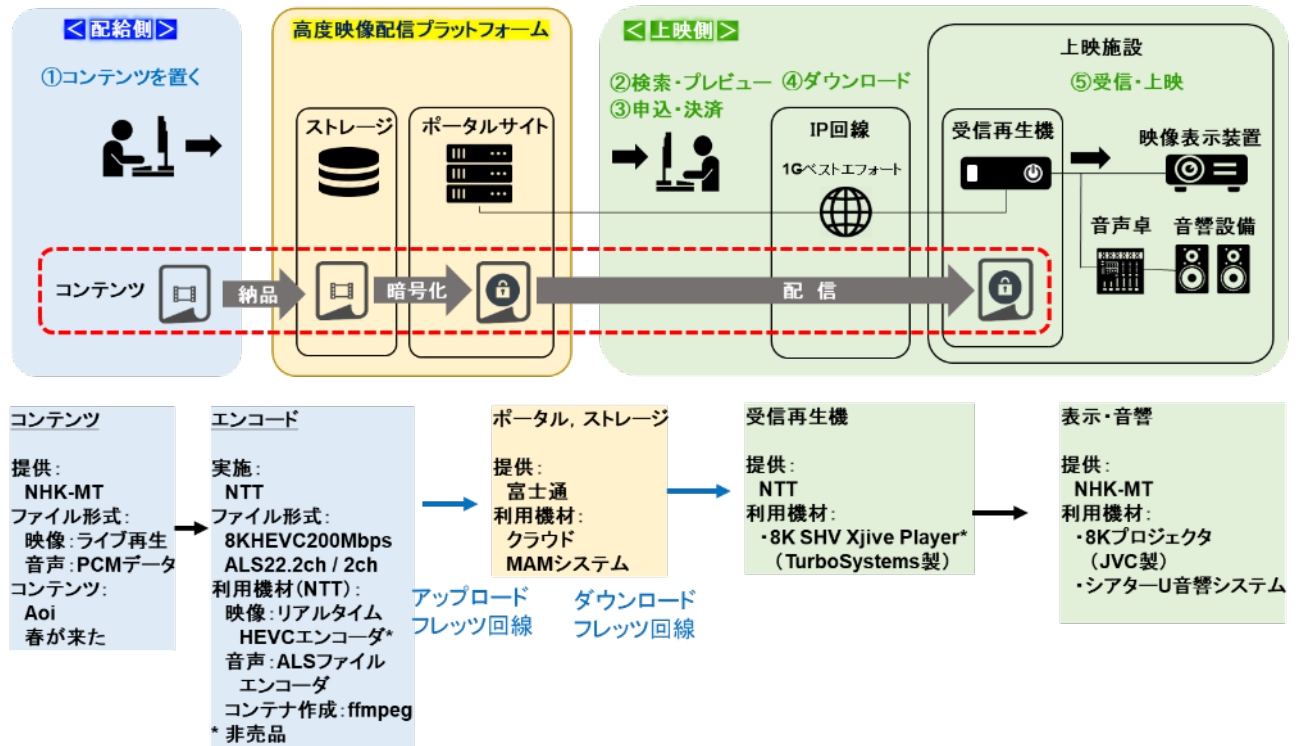 ＜配給側＞
①コンテンツを置く
高度映像配信プラットフォーム
ストレージ
ポータルサイト
＜上映側＞
②検索・プレビュー
③申込・決済
④ダウンロード
IP回線
1Gベストエフォート
上映施設
⑤受信・上映
受信再生機
映像表示装置
音声卓
音響設備
コンテンツ
納品
暗号化
配信
コンテンツ
提供：
NHK-MT
ファイル形式：
映像：ライブ再生
音声：PCMデータ
コンテンツ：
Aoi
春が来た
エンコード
実施：
NTT
ファイル形式：
8KHEVC200Mbps
ALS22.2ch / 2ch
利用機材(NTT)：
映像：リアルタイム
HEVCエンコーダ*
音声：ALSファイル
エンコーダ
コンテナ作成：ffmpeg
* 非売品
アップロード
フレッツ回線
ポータル, ストレージ
提供：
富士通
利用機材：
クラウド
MAMシステム
ダウンロード
フレッツ回線
受信再生機
提供：
NTT
利用機材：
・8K SHV Xjive Player*
（TurboSystems製）
表示・音響
提供：
NHK-MT
利用機材：
・8Kプロジェクタ
（JVC製）
・シアターU音響システム